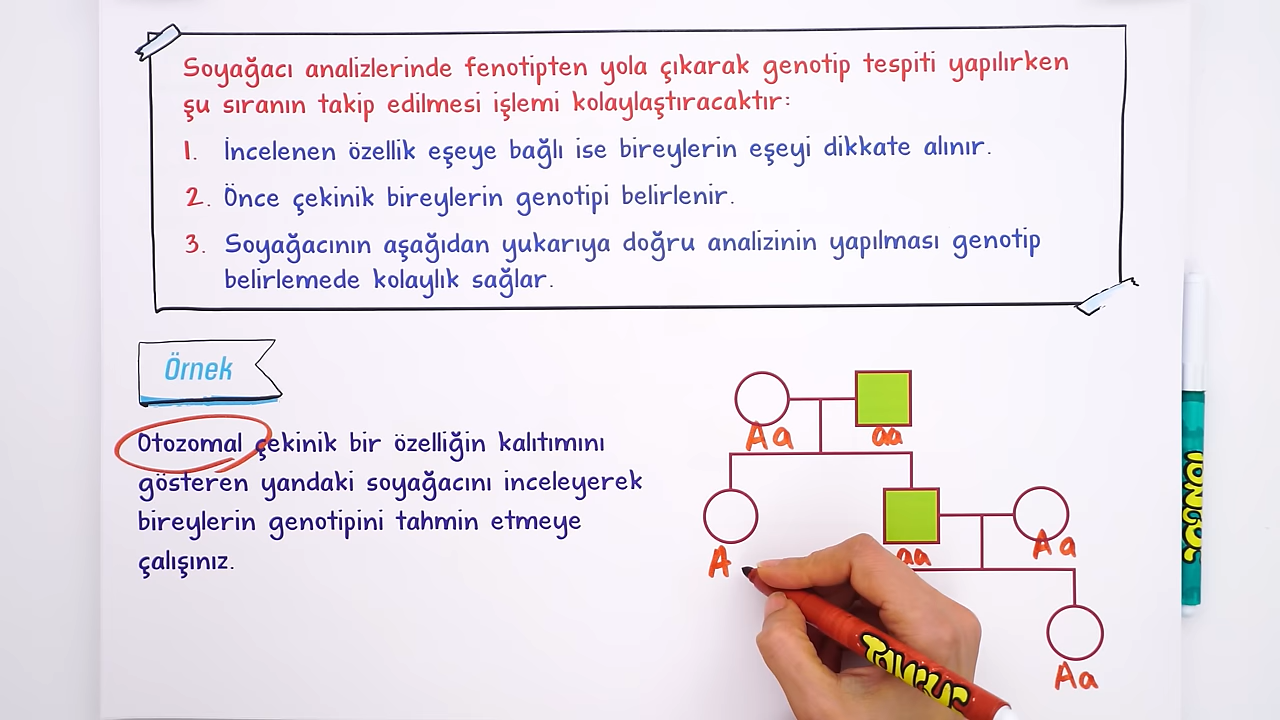 Soyağacı analizlerinde fenotipten yola çıkarak genotip tespiti yapılırken
şu sıranın takip edilmesi işlemi kolaylaştıracaktır:
1. İncelenen özellik eşeye bağlı ise bireylerin eşeyi dikkate alınır.
2. Önce çekinik bireylerin genotipi belirlenir.
3. Soyağacının aşağıdan yukarıya doğru analizinin yapılması genotip
belirlemede kolaylık sağlar.
Örnek
Otozomal çekinik bir özelliğin kalıtımını
gösteren yandaki soyağacını inceleyerek
bireylerin genotipini tahmin etmeye
çalışınız.
Aa aa
A aa Aa
Aa
TONGUÇ
TONGUÇ